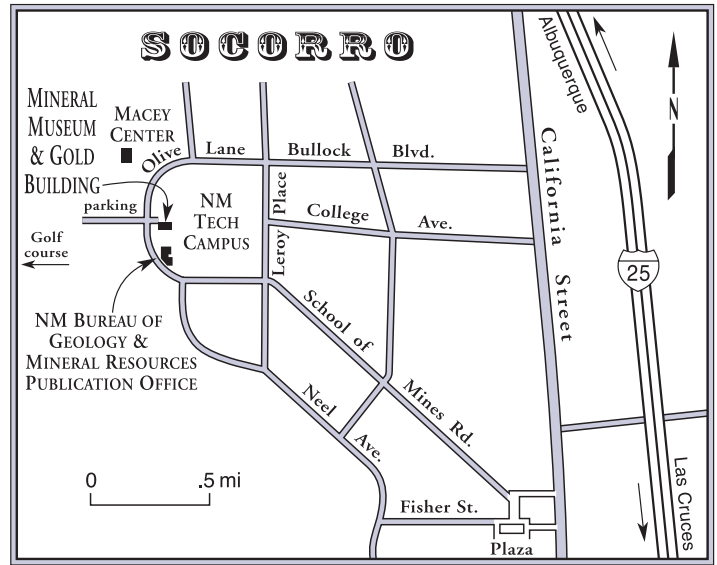 SOCORRO
MINERAL
MUSEUM
& GOLD
BUILDING
MACEY
CENTER
Olive Lane
Bullock Blvd.
parking
Golf
course
NM
TECH
CAMPUS
Leroy Place
College Ave.
NM BUREAU OF
GEOLOGY &
MINERAL RESOURCES
PUBLICATION OFFICE
School of Mines Rd.
Neel Ave.
Fisher St.
Plaza
California Street
Albuquerque
N
25
Las Cruces
0 .5 mi